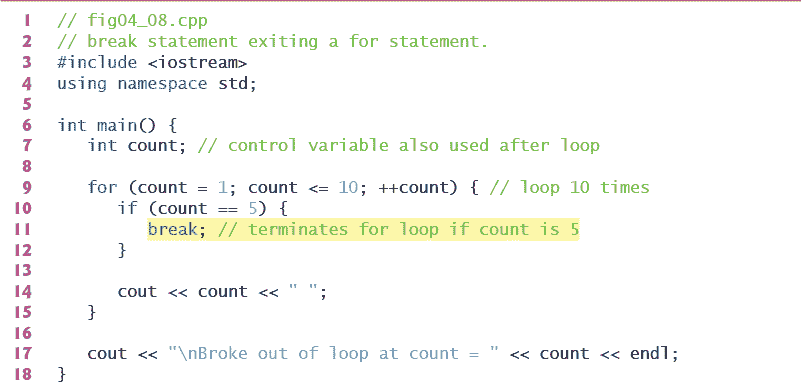 1 // fig04_08.cpp
2 // break statement exiting a for statement.
3 #include <iostream>
4 using namespace std;
5
6 int main() {
7 int count; // control variable also used after loop
8
9 for (count = 1; count <= 10; ++count) { // loop 10 times
10 if (count == 5) {
11 break; // terminates for loop if count is 5
12 }
13
14 cout << count << " ";
15 }
16
17 cout << "\nBroke out of loop at count = " << count << endl;
18 }